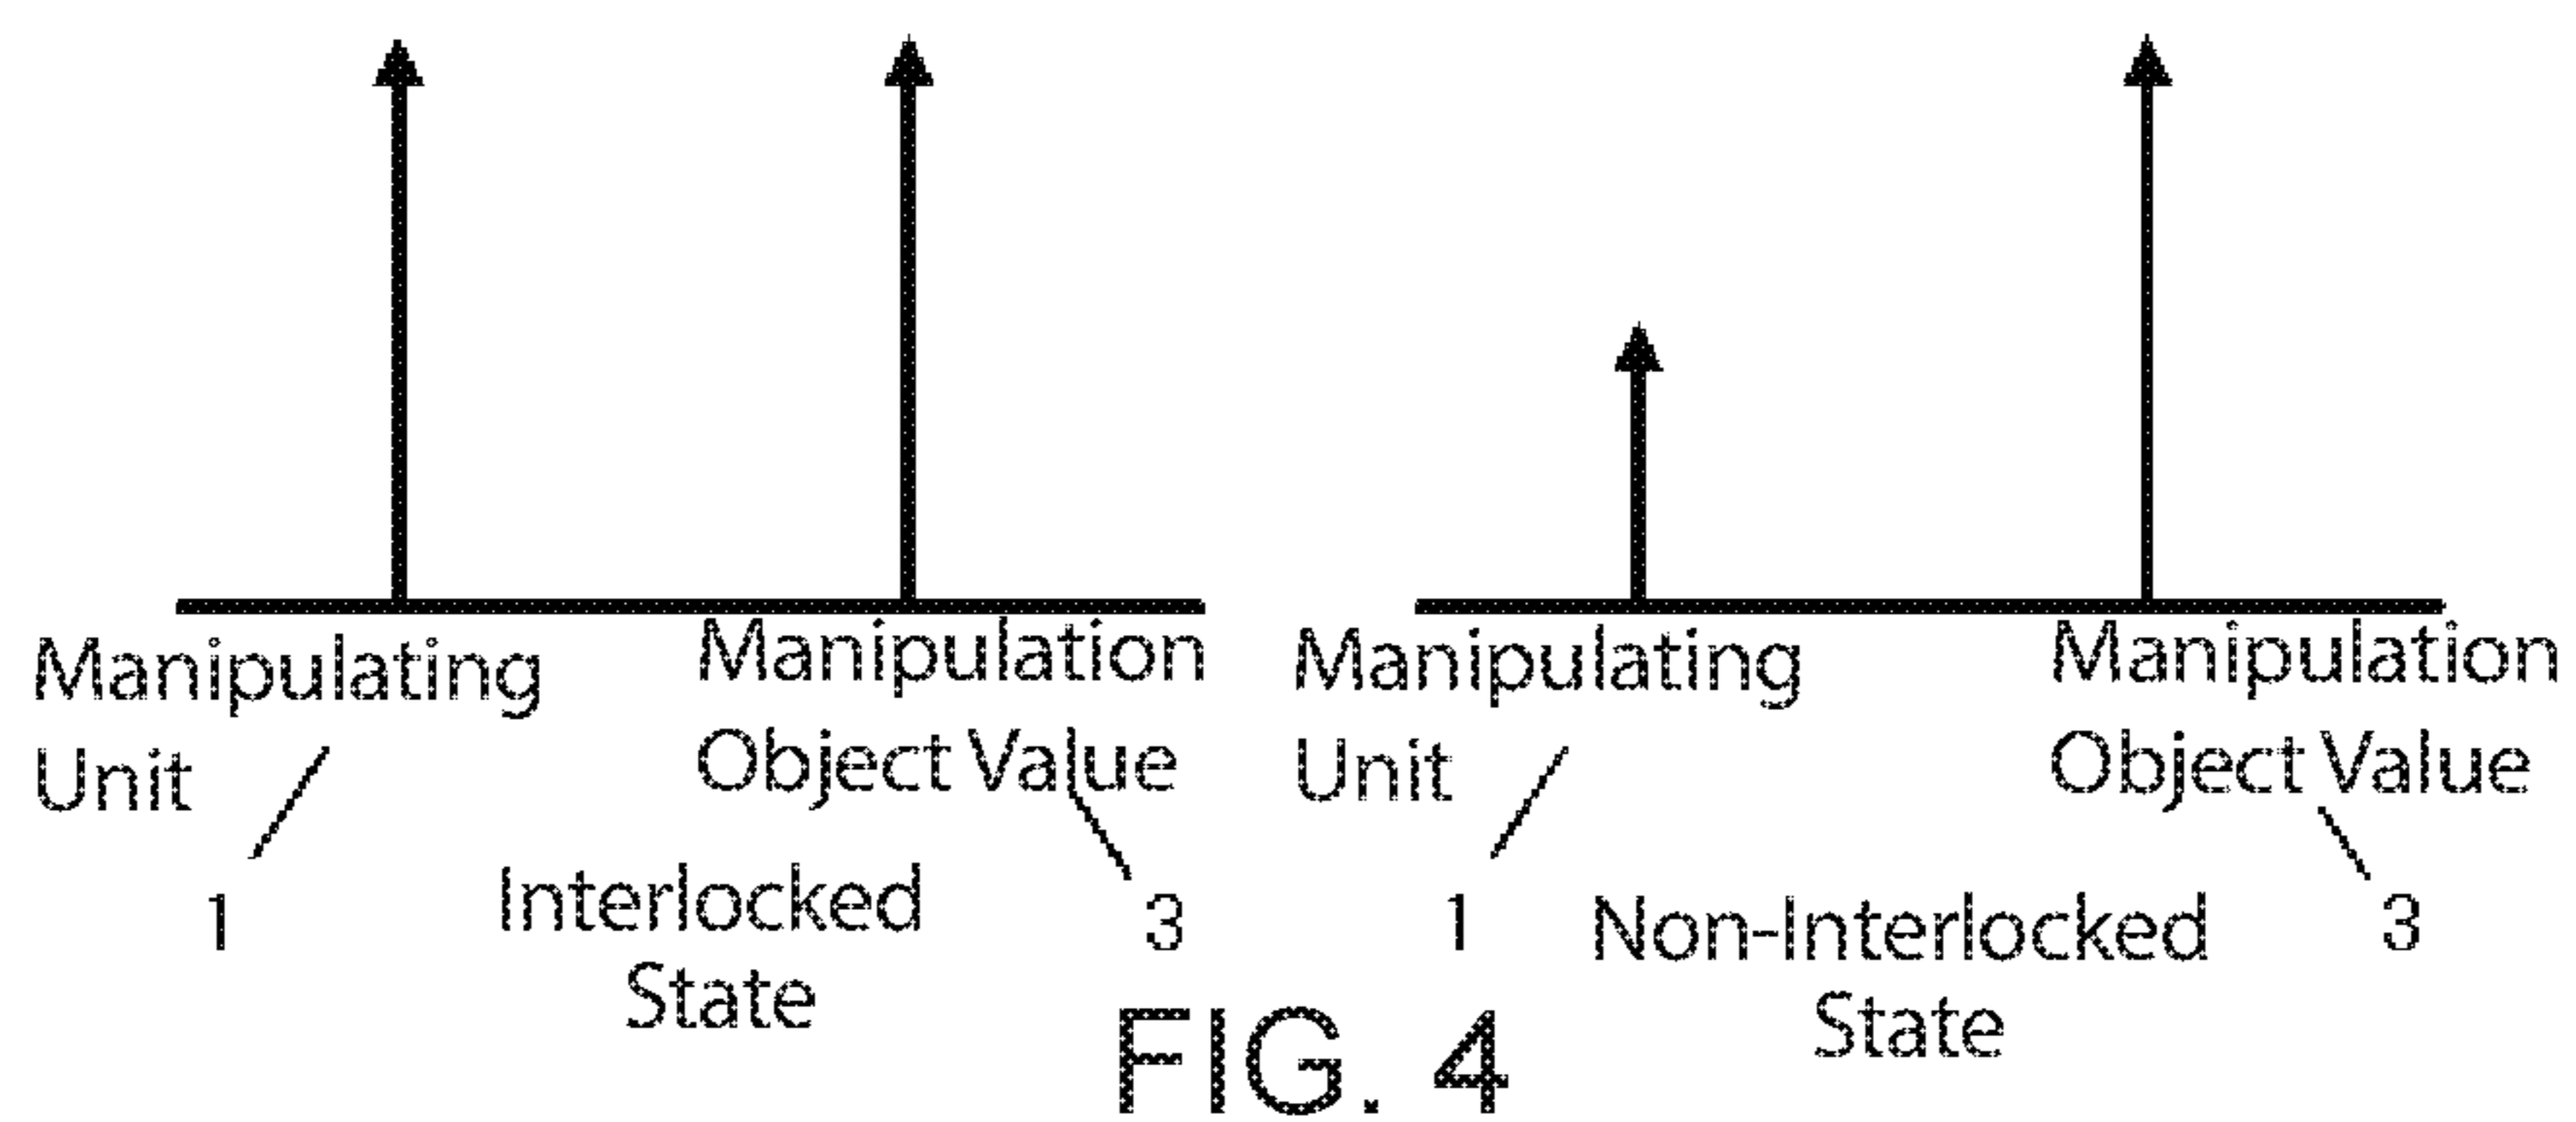 Manipulating
Unit
1
Manipulation
Object Value
3
Interlocked
State
Manipulating
Unit
1
Manipulation
Object Value
3
Non-Interlocked
State
FIG. 4